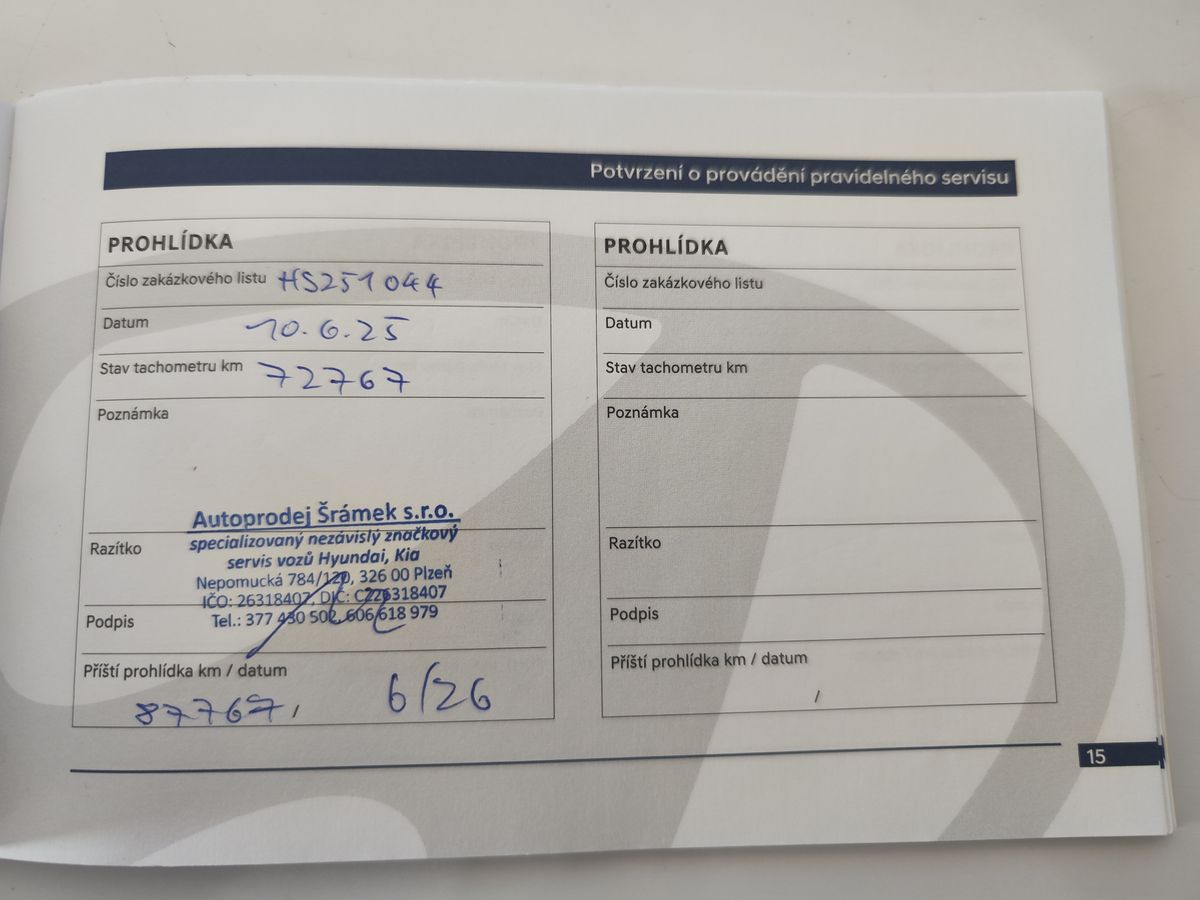 Potvrzení o provádění pravidelného servisu
PROHLÍDKA
Číslo zakázkového listu HS251044
Datum 10.6.25
Stav tachometru km 72767
Poznámka
Razítko
Autoprodej Šrámek s.r.o.
specializovaný nezávislý značkový
servis vozů Hyundai, Kia
Nepomucká 784/120, 326 00 Plzeň
IČO: 26318407, DIČ: CZ26318407
Tel.: 377 430 502, 606 618 979
Podpis
Příští prohlídka km / datum
87767 / 6/26
PROHLÍDKA
Číslo zakázkového listu
Datum
Stav tachometru km
Poznámka
Razítko
Podpis
Příští prohlídka km / datum
/
15